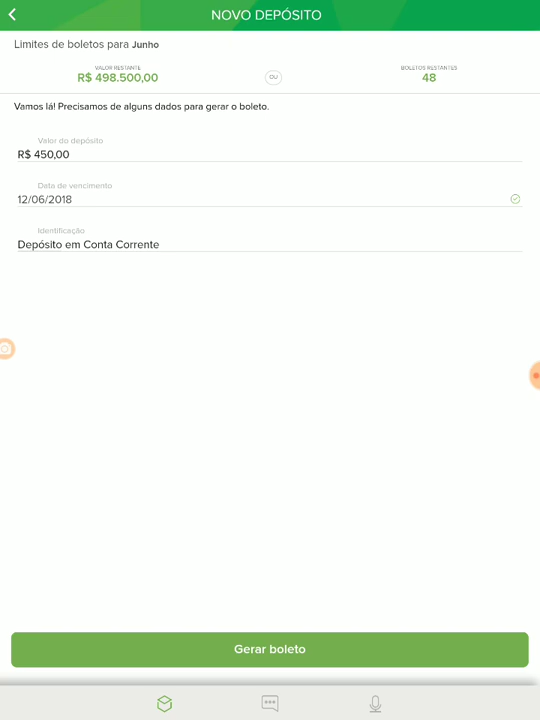 NOVO DEPÓSITO
Limites de boletos para Junho
VALOR RESTANTE
R$ 498.500,00
OU
BOLETOS RESTANTES
48
Vamos lá! Precisamos de alguns dados para gerar o boleto.
Valor do depósito
R$ 450,00
Data de vencimento
12/06/2018
Identificação
Depósito em Conta Corrente
Gerar boleto